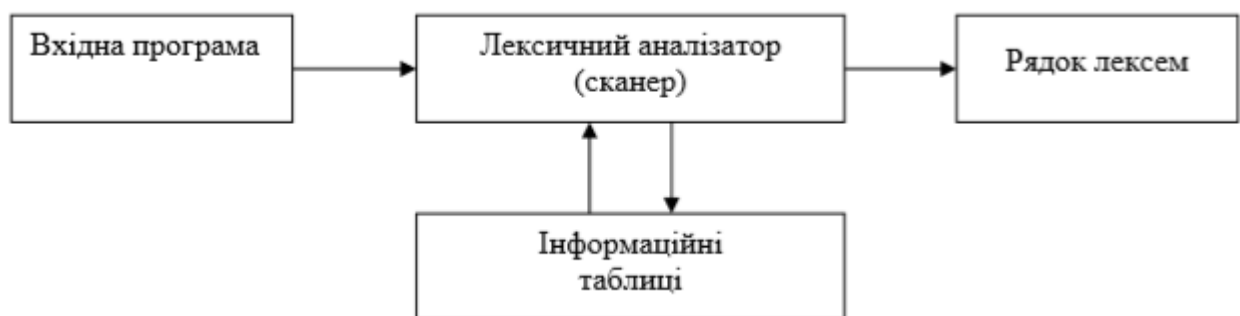 Вхідна програма
Лексичний аналізатор
(сканер)
Рядок лексем
Інформаційні
таблиці